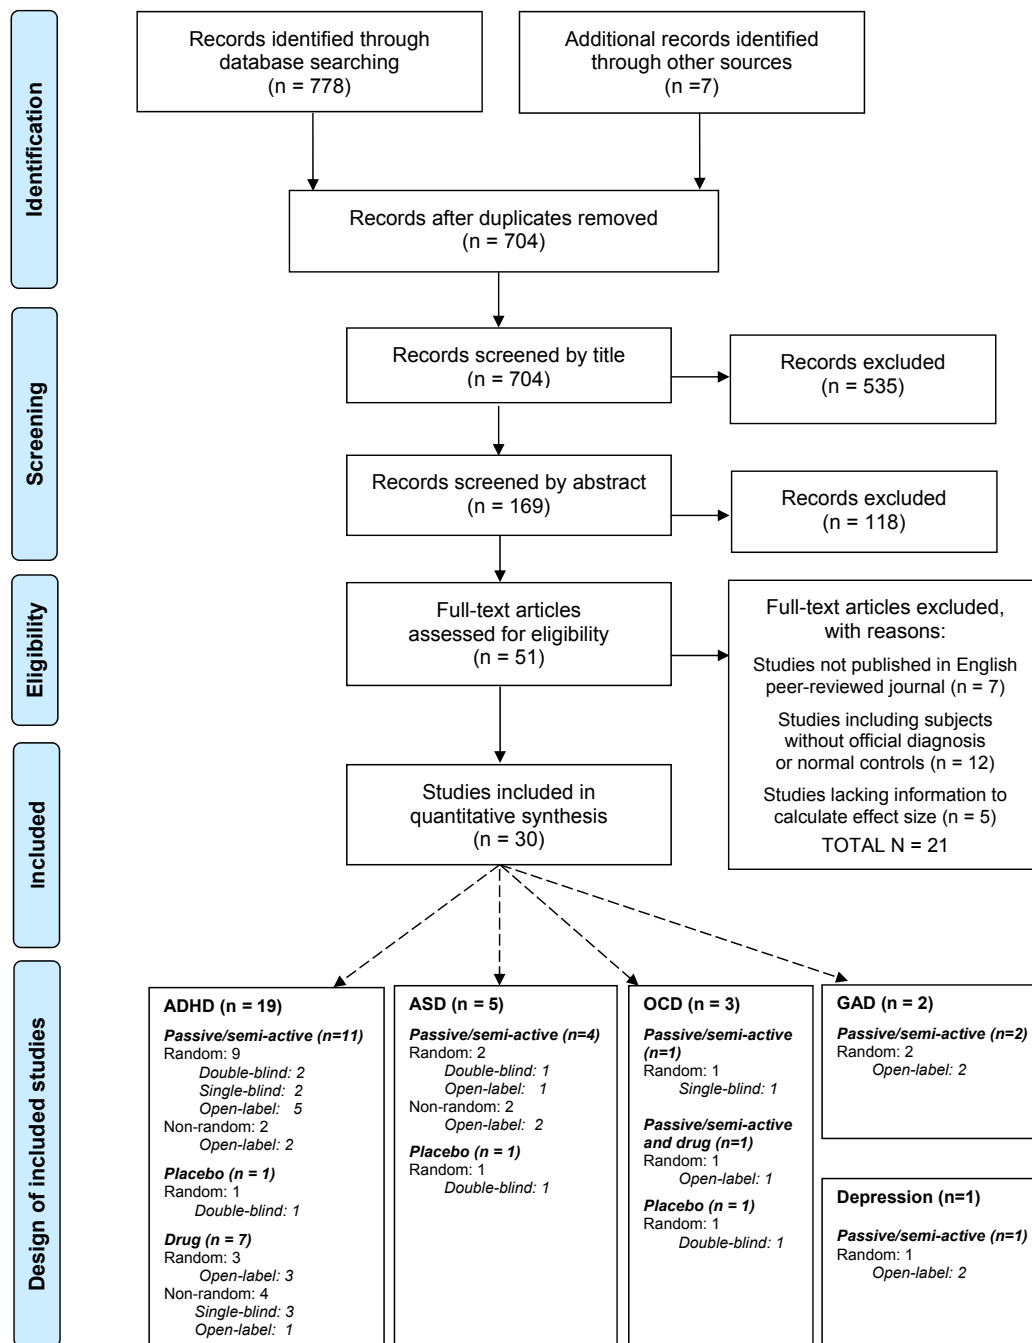 Identification
Records identified through
database searching
(n = 778)
Additional records identified
through other sources
(n =7)
Records after duplicates removed
(n = 704)
Screening
Records screened by title
(n = 704)
Records excluded
(n = 535)
Records screened by abstract
(n = 169)
Records excluded
(n = 118)
Eligibility
Full-text articles
assessed for eligibility
(n = 51)
Full-text articles excluded,
with reasons:
Studies not published in English
peer-reviewed journal (n = 7)
Studies including subjects
without official diagnosis
or normal controls (n = 12)
Studies lacking information to
calculate effect size (n = 5)
TOTAL N = 21
Included
Studies included in
quantitative synthesis
(n = 30)
Design of included studies
ADHD (n = 19)
Passive/semi-active (n=11)
Random: 9
Double-blind: 2
Single-blind: 2
Open-label: 5
Non-random: 2
Open-label: 2
Placebo (n = 1)
Random: 1
Double-blind: 1
Drug (n = 7)
Random: 3
Open-label: 3
Non-random: 4
Single-blind: 3
Open-label: 1
ASD (n = 5)
Passive/semi-active (n=4)
Random: 2
Double-blind: 1
Open-label: 1
Non-random: 2
Open-label: 2
Placebo (n = 1)
Random: 1
Double-blind: 1
OCD (n = 3)
Passive/semi-active
(n=1)
Random: 1
Single-blind: 1
Passive/semi-active
and drug (n=1)
Random: 1
Open-label: 1
Placebo (n = 1)
Random: 1
Double-blind: 1
GAD (n = 2)
Passive/semi-active (n=2)
Random: 2
Open-label: 2
Depression (n=1)
Passive/semi-active (n=1)
Random: 1
Open-label: 2